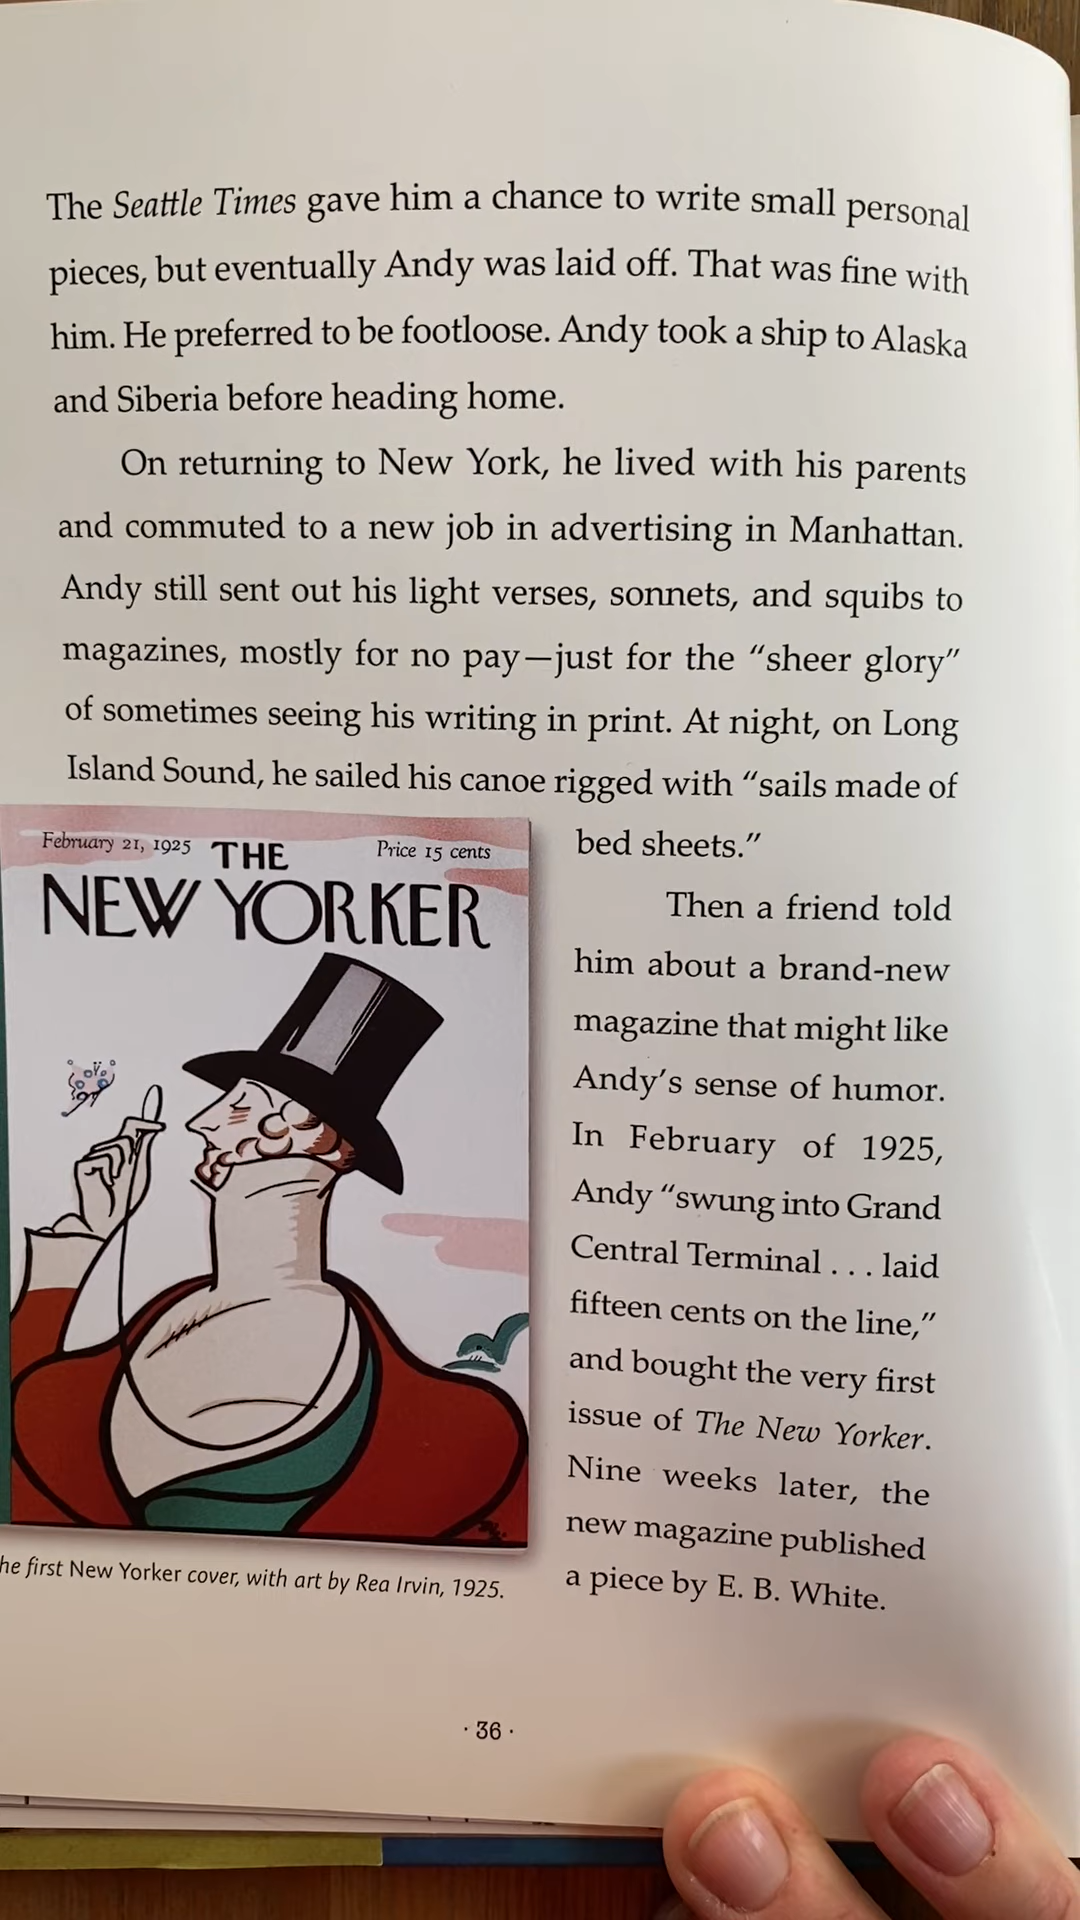 The Seattle Times gave him a chance to write small personal
pieces, but eventually Andy was laid off. That was fine with
him. He preferred to be footloose. Andy took a ship to Alaska
and Siberia before heading home.
On returning to New York, he lived with his parents
and commuted to a new job in advertising in Manhattan.
Andy still sent out his light verses, sonnets, and squibs to
magazines, mostly for no pay—just for the “sheer glory”
of sometimes seeing his writing in print. At night, on Long
Island Sound, he sailed his canoe rigged with “sails made of
bed sheets.”
Then a friend told
him about a brand-new
magazine that might like
Andy’s sense of humor.
In February of 1925,
Andy “swung into Grand
Central Terminal . . . laid
fifteen cents on the line,”
and bought the very first
issue of The New Yorker.
Nine weeks later, the
new magazine published
a piece by E. B. White.
February 21, 1925
THE
Price 15 cents
NEW YORKER
he first New Yorker cover, with art by Rea Irvin, 1925.
· 36 ·